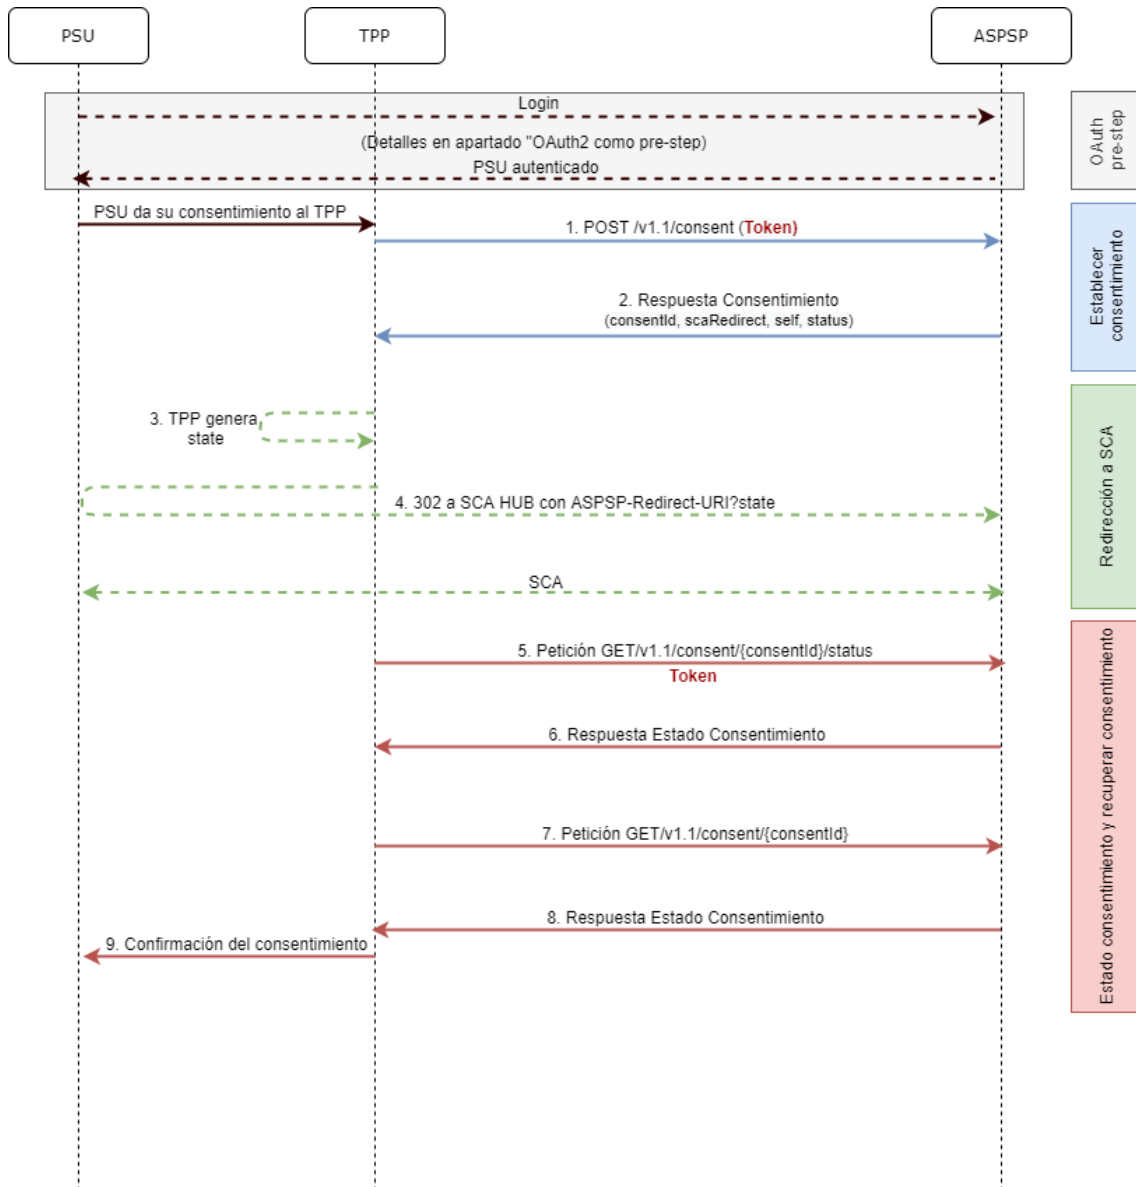 PSU
TPP
ASPSP
Login
(Detalles en apartado "OAuth2 como pre-step)
PSU autenticado
OAuth
pre-step
PSU da su consentimiento al TPP
1. POST /v1.1/consent (Token)
2. Respuesta Consentimiento
(consentId, scaRedirect, self, status)
Establecer
consentimiento
3. TPP genera
state
4. 302 a SCA HUB con ASPSP-Redirect-URI?state
SCA
Redirección a SCA
5. Petición GET/v1.1/consent/{consentId}/status
Token
6. Respuesta Estado Consentimiento
7. Petición GET/v1.1/consent/{consentId}
8. Respuesta Estado Consentimiento
9. Confirmación del consentimiento
Estado consentimiento y recuperar consentimiento